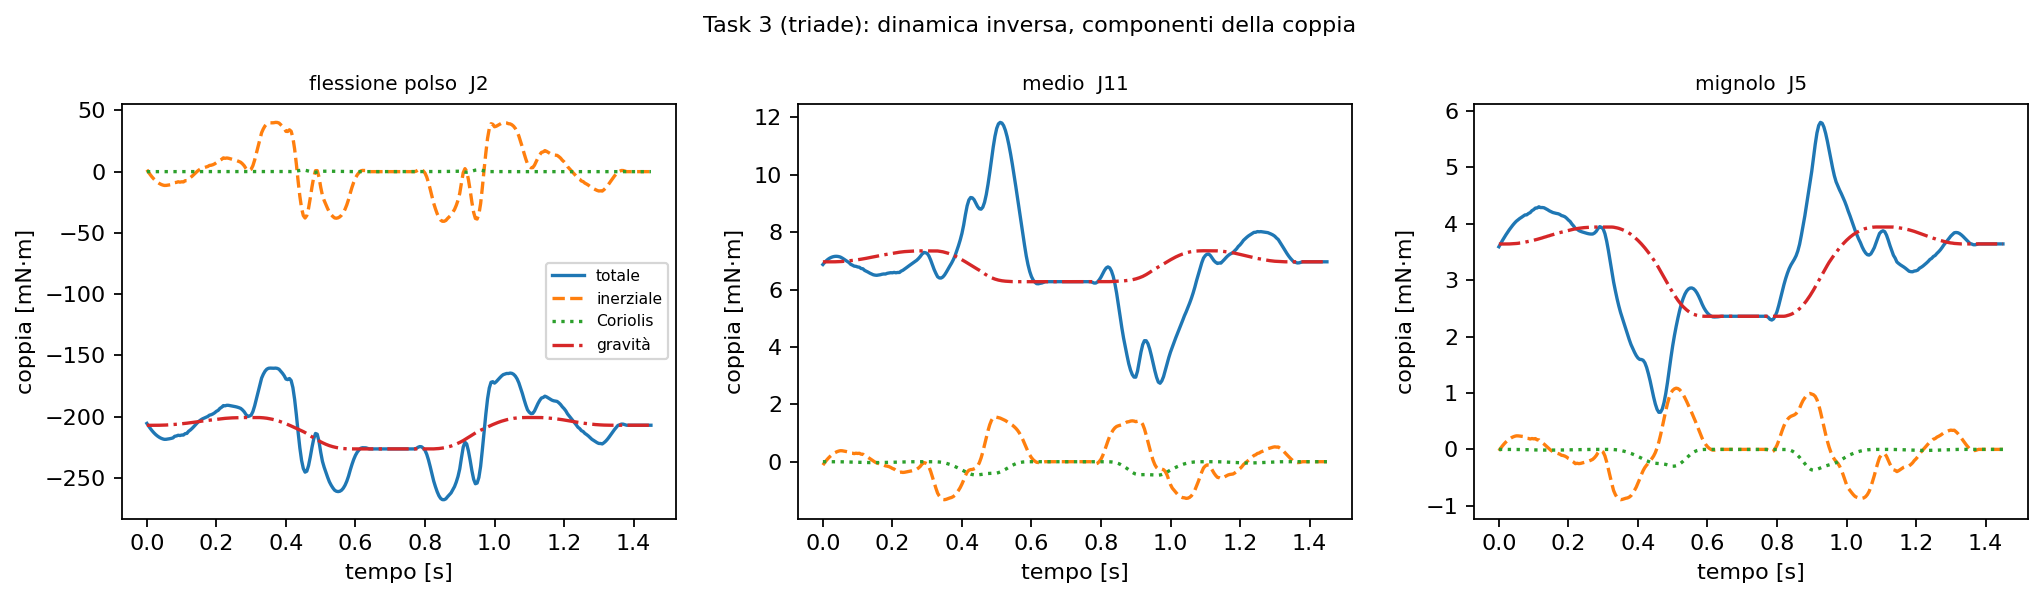 Task 3 (triade): dinamica inversa, componenti della coppia
flessione polso J2
coppia [mN·m]
50
0
−50
−100
−150
−200
−250
totale
inerziale
Coriolis
gravità
0.0 0.2 0.4 0.6 0.8 1.0 1.2 1.4
tempo [s]
medio J11
coppia [mN·m]
12
10
8
6
4
2
0
0.0 0.2 0.4 0.6 0.8 1.0 1.2 1.4
tempo [s]
mignolo J5
coppia [mN·m]
6
5
4
3
2
1
0
−1
0.0 0.2 0.4 0.6 0.8 1.0 1.2 1.4
tempo [s]